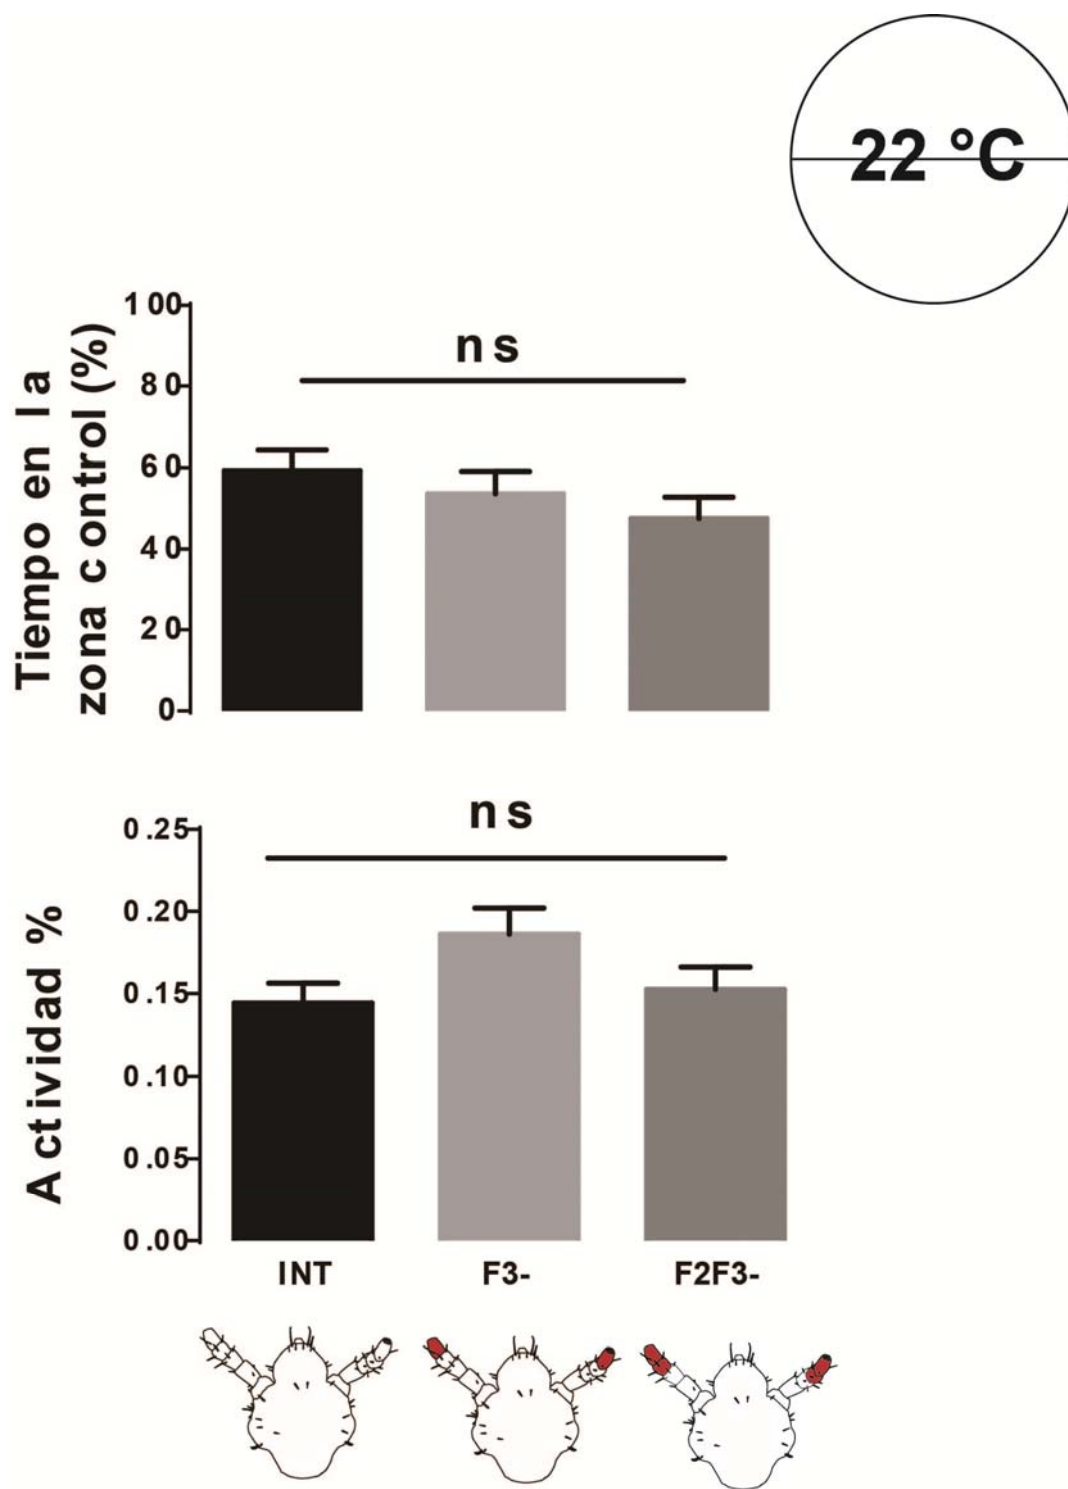 22 °C
Tiempo en la
zona control (%)
100
80
60
40
20
0
ns
Actividad %
0.25
0.20
0.15
0.10
0.05
0.00
ns
INT
F3-
F2F3-